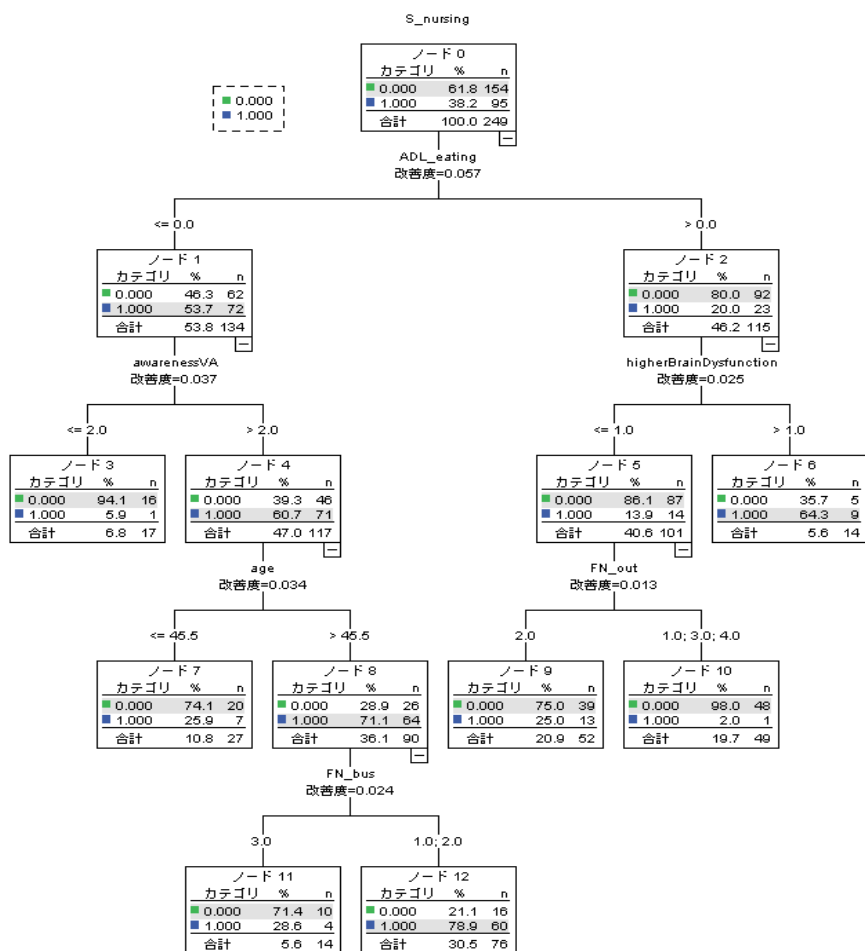 S_nursing
ノード 0
カテゴリ % n
0.000 61.8 154
1.000 38.2 95
合計 100.0 249
0.000
1.000
ADL_eating
改善度=0.057
<= 0.0
> 0.0
ノード 1
カテゴリ % n
0.000 46.3 62
1.000 53.7 72
合計 53.8 134
ノード 2
カテゴリ % n
0.000 80.0 92
1.000 20.0 23
合計 46.2 115
awarenessVA
改善度=0.037
higherBrainDysfunction
改善度=0.025
<= 2.0
> 2.0
<= 1.0
> 1.0
ノード 3
カテゴリ % n
0.000 94.1 16
1.000 5.9 1
合計 6.8 17
ノード 4
カテゴリ % n
0.000 39.3 46
1.000 60.7 71
合計 47.0 117
ノード 5
カテゴリ % n
0.000 86.1 87
1.000 13.9 14
合計 40.6 101
ノード 6
カテゴリ % n
0.000 35.7 5
1.000 64.3 9
合計 5.6 14
age
改善度=0.034
FN_out
改善度=0.013
<= 45.5
> 45.5
2.0
1.0; 3.0; 4.0
ノード 7
カテゴリ % n
0.000 74.1 20
1.000 25.9 7
合計 10.8 27
ノード 8
カテゴリ % n
0.000 28.9 26
1.000 71.1 64
合計 36.1 90
ノード 9
カテゴリ % n
0.000 75.0 39
1.000 25.0 13
合計 20.9 52
ノード 10
カテゴリ % n
0.000 98.0 48
1.000 2.0 1
合計 19.7 49
FN_bus
改善度=0.024
3.0
1.0; 2.0
ノード 11
カテゴリ % n
0.000 71.4 10
1.000 28.6 4
合計 5.6 14
ノード 12
カテゴリ % n
0.000 21.1 16
1.000 78.9 60
合計 30.5 76